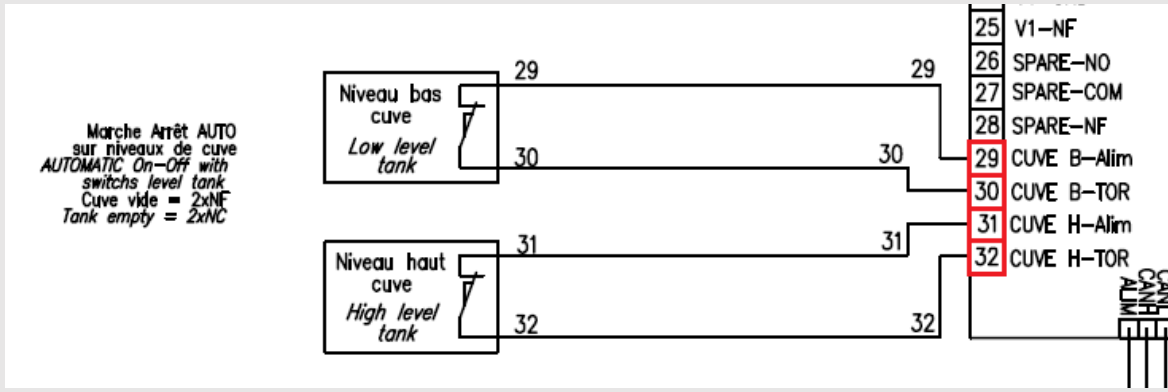 25 V1-NF
26 SPARE-NO
27 SPARE-COM
28 SPARE-NF
29 CUVE B-Alim
30 CUVE B-TOR
31 CUVE H-Alim
32 CUVE H-TOR
Marche Arrêt AUTO
sur niveaux de cuve
AUTOMATIC On-Off with
switchs level tank
Cuve vide = 2xNF
Tank empty = 2xNC
Niveau bas
cuve
Low level
tank
29
29
30
30
Niveau haut
cuve
High level
tank
31
31
32
32
ALIM
CANH
CANL